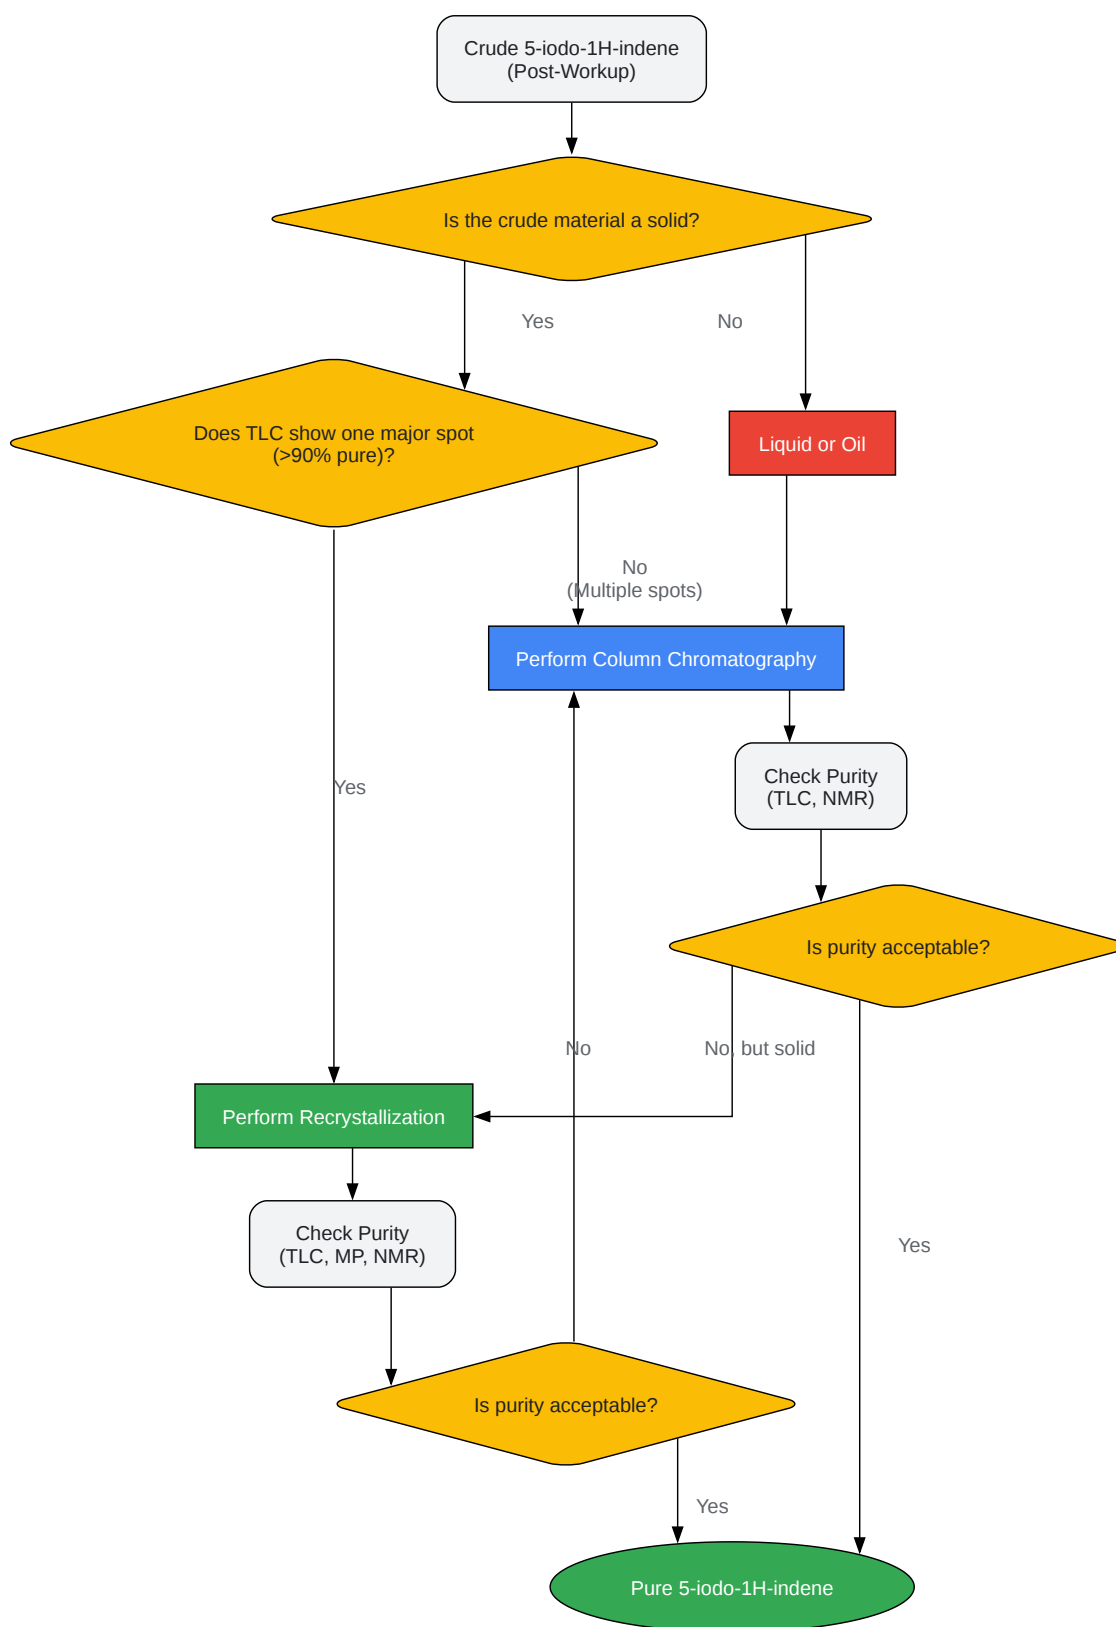 Crude 5-iodo-1H-indene
(Post-Workup)
Is the crude material a solid?
Yes
No
Does TLC show one major spot
(>90% pure)?
Liquid or Oil
No
(Multiple spots)
Perform Column Chromatography
Yes
Check Purity
(TLC, NMR)
Is purity acceptable?
No
No, but solid
Perform Recrystallization
Check Purity
(TLC, MP, NMR)
Yes
Is purity acceptable?
Yes
Pure 5-iodo-1H-indene